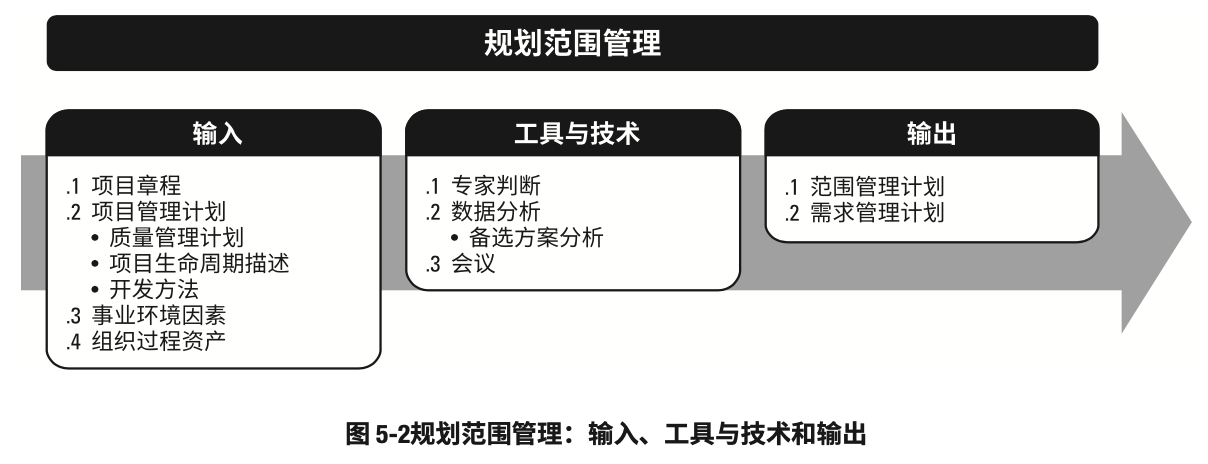 规划范围管理
输入
.1 项目章程
.2 项目管理计划
• 质量管理计划
• 项目生命周期描述
• 开发方法
.3 事业环境因素
.4 组织过程资产
工具与技术
.1 专家判断
.2 数据分析
• 备选方案分析
.3 会议
输出
.1 范围管理计划
.2 需求管理计划
图 5-2规划范围管理：输入、工具与技术和输出